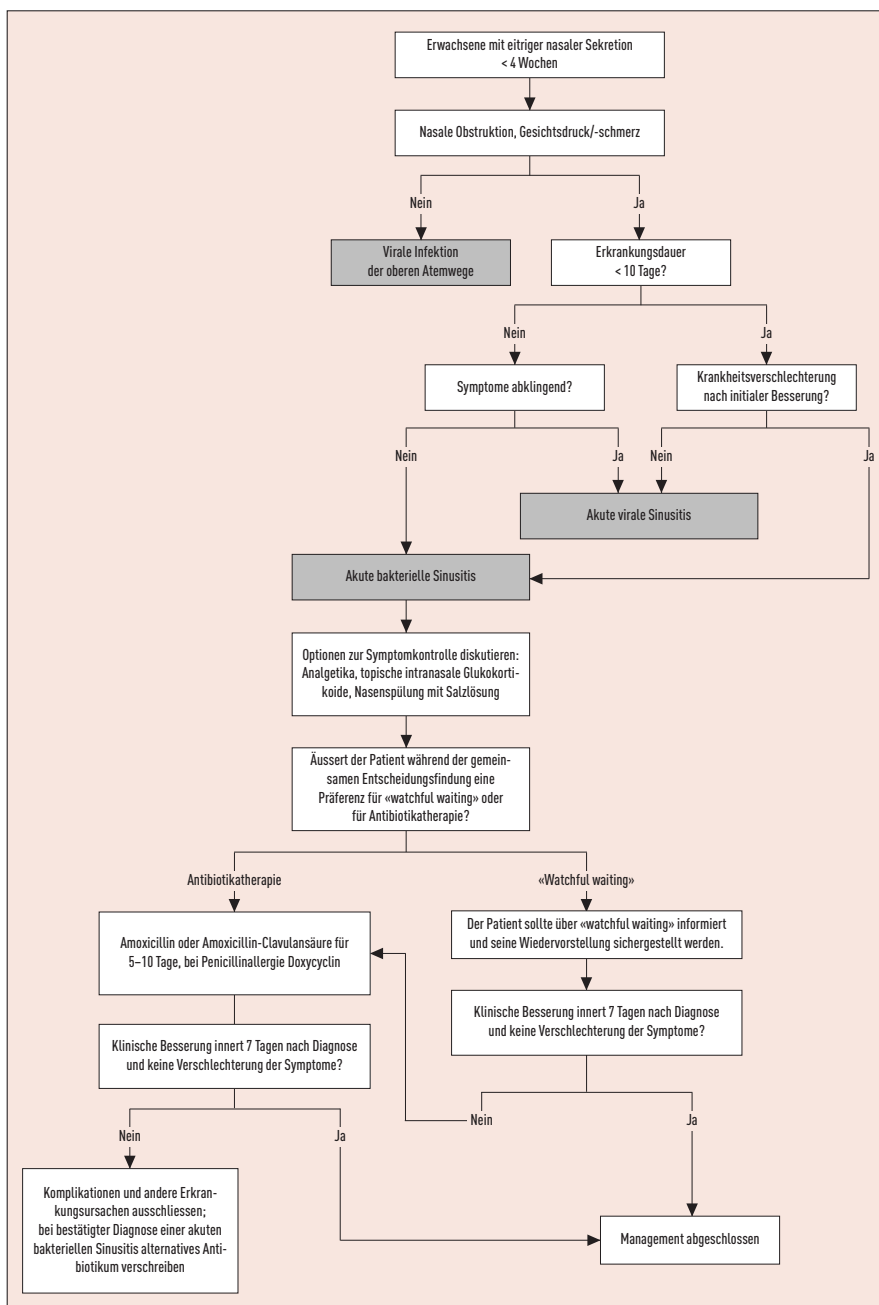 Erwachsene mit eitriger nasaler Sekretion
< 4 Wochen
Nasale Obstruktion, Gesichtsdruck/-schmerz
Nein
Ja
Virale Infektion
der oberen Atemwege
Erkrankungsdauer
< 10 Tage?
Nein
Ja
Symptome abklingend?
Krankheitsverschlechterung
nach initialer Besserung?
Nein
Ja
Nein
Ja
Akute virale Sinusitis
Akute bakterielle Sinusitis
Optionen zur Symptomkontrolle diskutieren:
Analgetika, topische intranasale Glukokorti-
koide, Nasenspülung mit Salzlösung
Äussert der Patient während der gemein-
samen Entscheidungsfindung eine
Präferenz für «watchful waiting» oder
für Antibiotikatherapie?
Antibiotikatherapie
«Watchful waiting»
Amoxicillin oder Amoxicillin-Clavulansäure für
5–10 Tage, bei Penicillinallergie Doxycyclin
Der Patient sollte über «watchful waiting» informiert
und seine Wiedervorstellung sichergestellt werden.
Klinische Besserung innert 7 Tagen nach Diagnose
und keine Verschlechterung der Symptome?
Klinische Besserung innert 7 Tagen nach Diagnose
und keine Verschlechterung der Symptome?
Nein
Ja
Nein
Ja
Komplikationen und andere Erkran-
kungsursachen ausschliessen;
bei bestätigter Diagnose einer akuten
bakteriellen Sinusitis alternatives Anti-
biotikum verschreiben
Management abgeschlossen